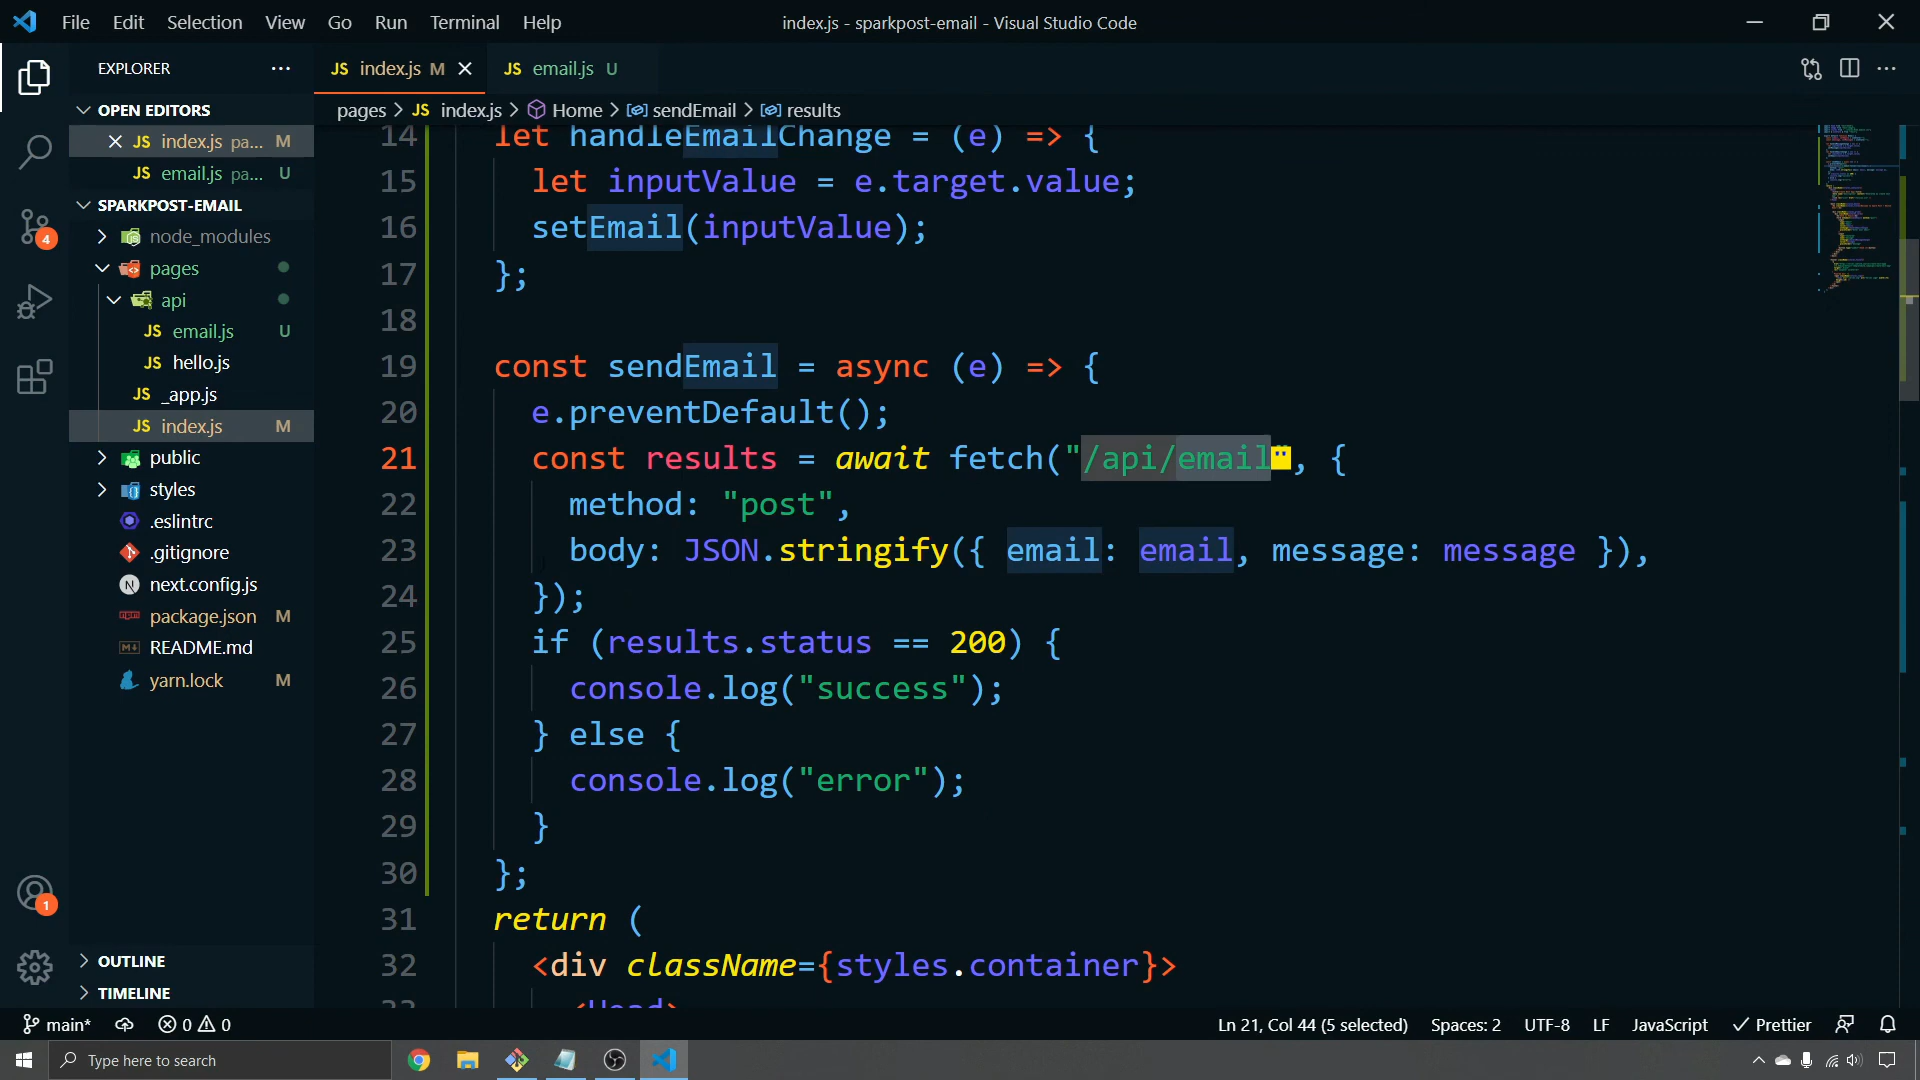 File Edit Selection View Go Run Terminal Help
index.js - sparkpost-email - Visual Studio Code
EXPLORER
OPEN EDITORS
JS index.js pa... M
JS email.js pa... U
SPARKPOST-EMAIL
node_modules
pages
api
JS email.js U
JS hello.js
JS _app.js
JS index.js M
public
styles
.eslintrc
.gitignore
next.config.js
package.json M
README.md
yarn.lock M
OUTLINE
TIMELINE
4
1
JS index.js M
JS email.js U
pages > JS index.js > Home > sendEmail > results
14 let handleEmailChange = (e) => {
15 let inputValue = e.target.value;
16 setEmail(inputValue);
17 };
18
19 const sendEmail = async (e) => {
20 e.preventDefault();
21 const results = await fetch("/api/email", {
22 method: "post",
23 body: JSON.stringify({ email: email, message: message }),
24 });
25 if (results.status == 200) {
26 console.log("success");
27 } else {
28 console.log("error");
29 }
30 };
31 return (
32 <div className={styles.container}>
33 <Head>
main* 0 0
Ln 21, Col 44 (5 selected) Spaces: 2 UTF-8 LF JavaScript Prettier
Type here to search